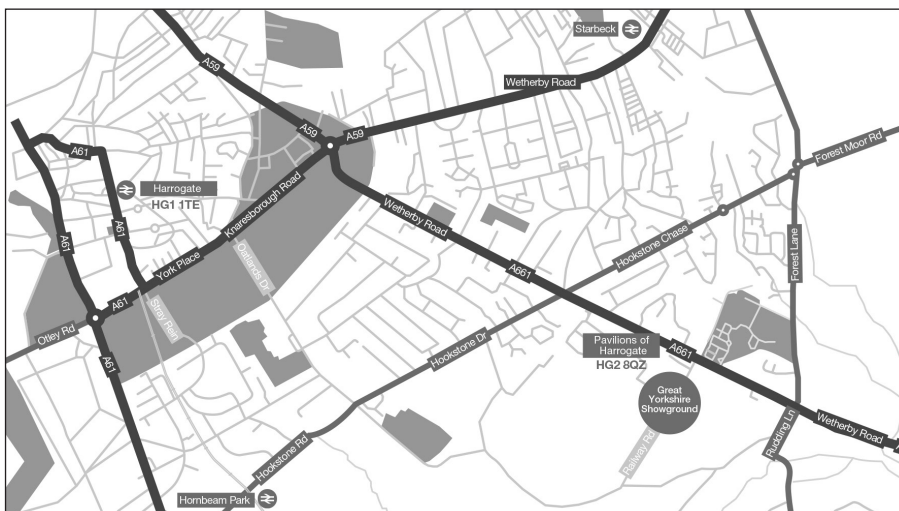 Starbeck
A59
Wetherby Road
A59
A59
A61
Forest Moor Rd
Harrogate
HG1 1TE
Knaresborough Road
Wetherby Road
A61
A61
Oatlands Dr
Hookstone Chase
Forest Lane
York Place
A661
A61
Stray Rein
Otley Rd
A61
Hookstone Dr
Pavilions of
Harrogate
HG2 8QZ
A661
Great
Yorkshire
Showground
Wetherby Road
Rudding Ln
Railway Rd
Hookstone Rd
Hornbeam Park